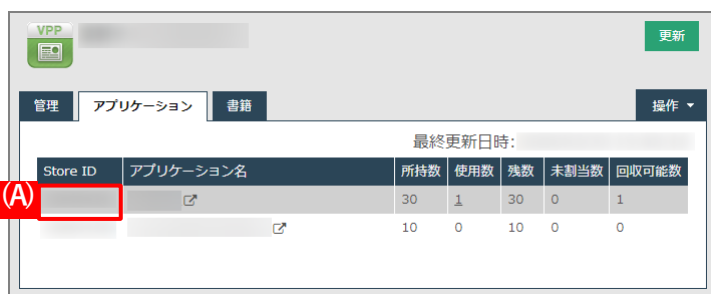 VPP
更新
管理 アプリケーション 書籍 操作
最終更新日時:
Store ID アプリケーション名 所持数 使用数 残数 未割当数 回収可能数
(A)
30 1 30 0 1
10 0 10 0 0